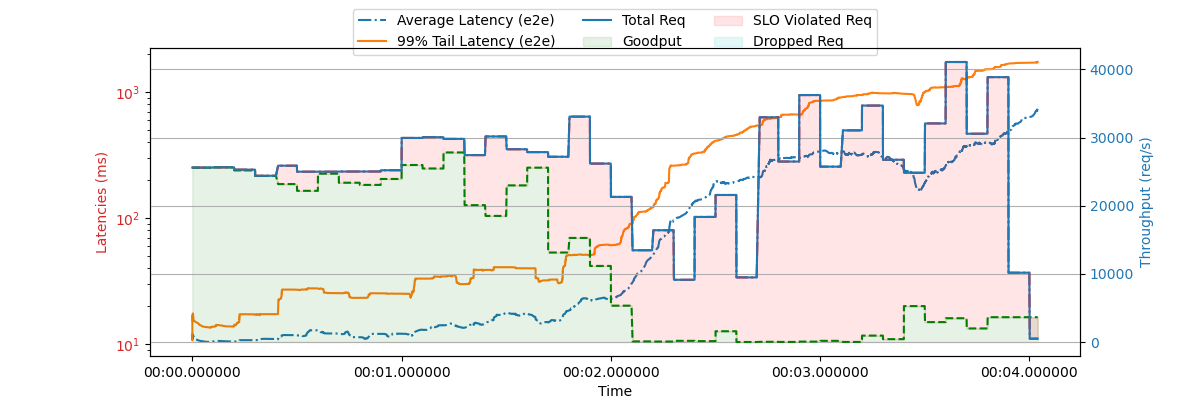 Average Latency (e2e) Total Req SLO Violated Req
99% Tail Latency (e2e) Goodput Dropped Req
10³ 40000
30000
10² 20000
10000
10¹ 0
Latencies (ms)
Throughput (req/s)
00:00.000000 00:01.000000 00:02.000000 00:03.000000 00:04.000000
Time